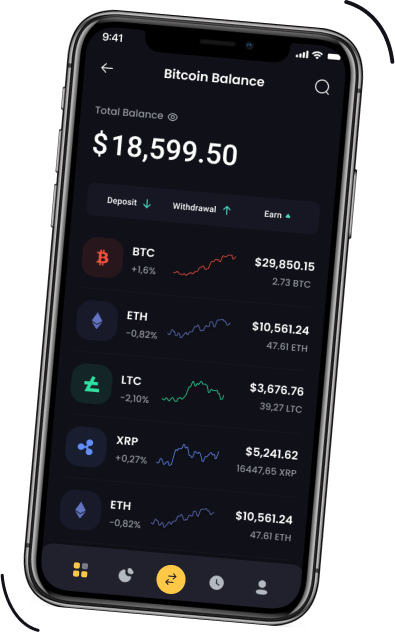 9:41
Bitcoin Balance
Total Balance
$18,599.50
Deposit Withdrawal Earn
BTC $29,850.15
+1,6% 2.73 BTC
ETH $10,561.24
-0,82% 47.61 ETH
LTC $3,676.76
-2,10% 39,27 LTC
XRP $5,241.62
+0,27% 16447,65 XRP
ETH $10,561.24
-0,82% 47.61 ETH